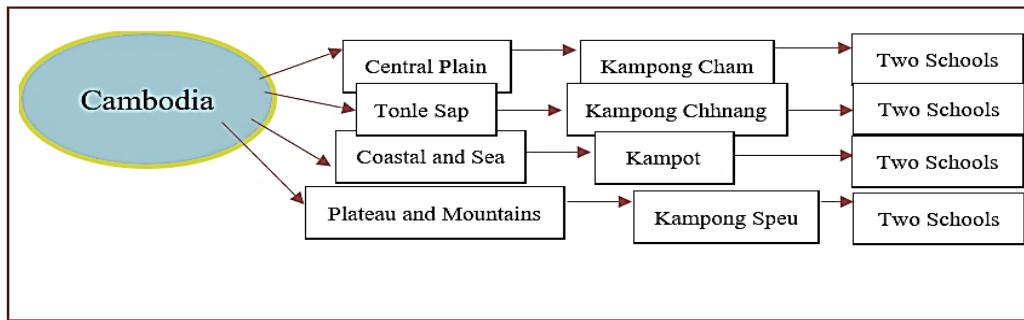 Cambodia
Central Plain
Kampong Cham
Two Schools
Tonle Sap
Kampong Chhnang
Two Schools
Coastal and Sea
Kampot
Two Schools
Plateau and Mountains
Kampong Speu
Two Schools